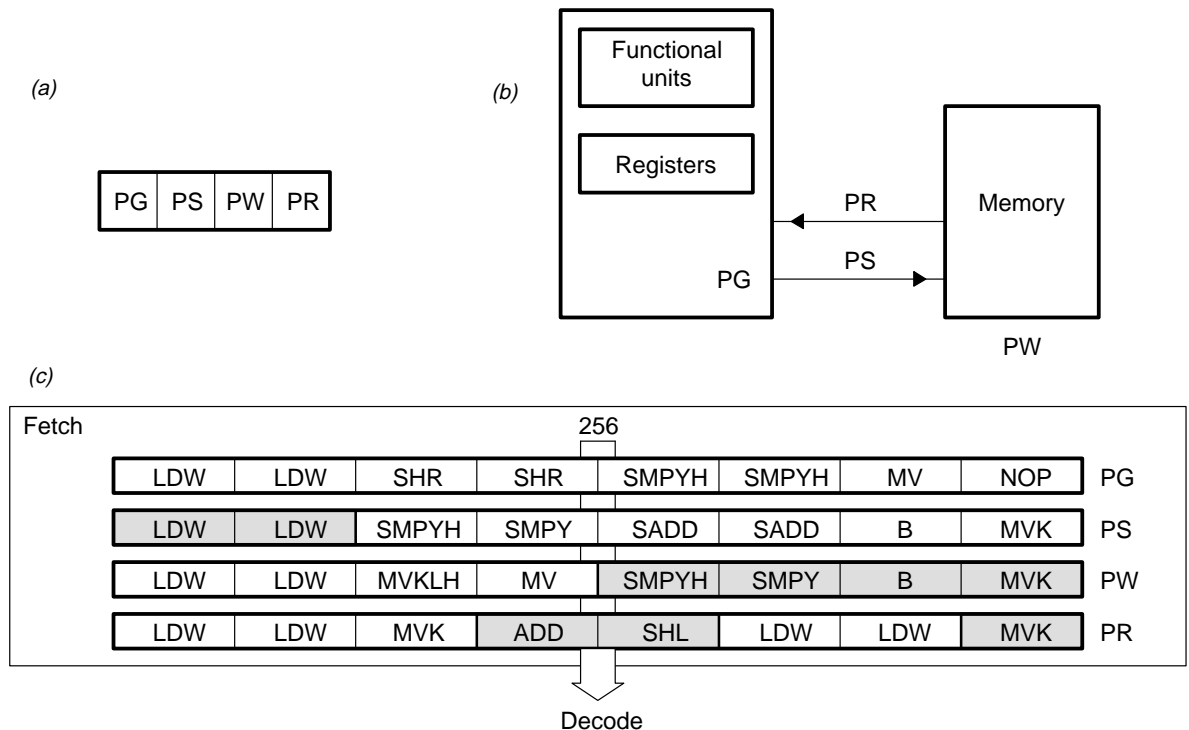 (a)
PG PS PW PR
(b)
Functional
units
Registers
PG
PR
PS
Memory
PW
(c)
Fetch
256
LDW LDW SHR SHR SMPYH SMPYH MV NOP PG
LDW LDW SMPYH SMPY SADD SADD B MVK PS
LDW LDW MVKLH MV SMPYH SMPY B MVK PW
LDW LDW MVK ADD SHL LDW LDW MVK PR
Decode